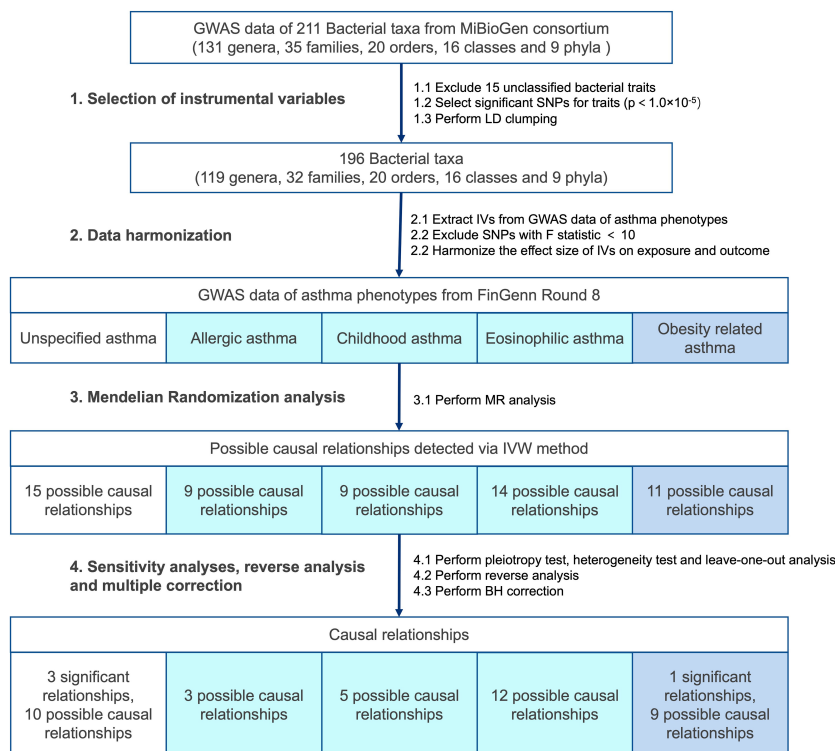 GWAS data of 211 Bacterial taxa from MiBioGen consortium
(131 genera, 35 families, 20 orders, 16 classes and 9 phyla )
1. Selection of instrumental variables
1.1 Exclude 15 unclassified bacterial traits
1.2 Select significant SNPs for traits (p < 1.0×10⁻⁵)
1.3 Perform LD clumping
196 Bacterial taxa
(119 genera, 32 families, 20 orders, 16 classes and 9 phyla)
2. Data harmonization
2.1 Extract IVs from GWAS data of asthma phenotypes
2.2 Exclude SNPs with F statistic < 10
2.2 Harmonize the effect size of IVs on exposure and outcome
GWAS data of asthma phenotypes from FinGenn Round 8
Unspecified asthma
Allergic asthma
Childhood asthma
Eosinophilic asthma
Obesity related
asthma
3. Mendelian Randomization analysis
3.1 Perform MR analysis
Possible causal relationships detected via IVW method
15 possible causal
relationships
9 possible causal
relationships
9 possible causal
relationships
14 possible causal
relationships
11 possible causal
relationships
4. Sensitivity analyses, reverse analysis
and multiple correction
4.1 Perform pleiotropy test, heterogeneity test and leave-one-out analysis
4.2 Perform reverse analysis
4.3 Perform BH correction
Causal relationships
3 significant
relationships,
10 possible causal
relationships
3 possible causal
relationships
5 possible causal
relationships
12 possible causal
relationships
1 significant
relationships,
9 possible causal
relationships